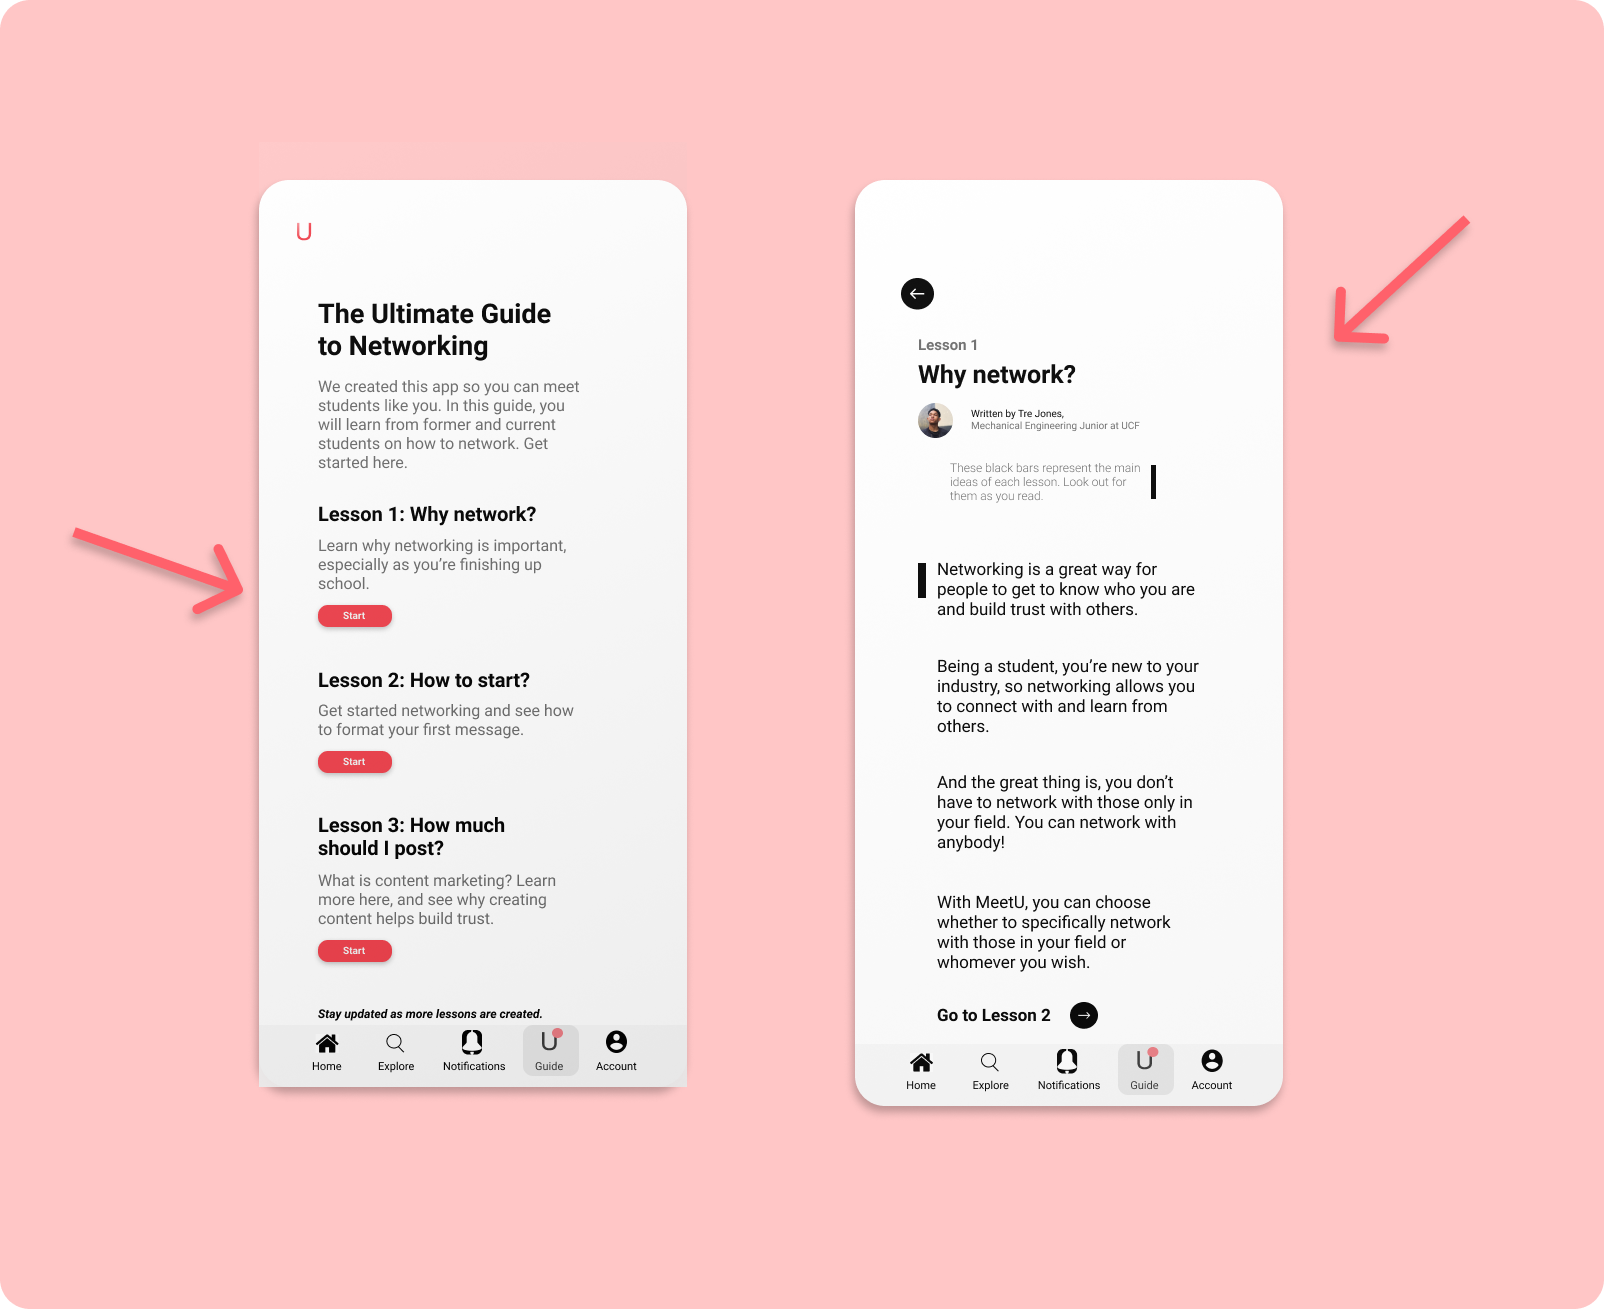 U
The Ultimate Guide
to Networking
We created this app so you can meet
students like you. In this guide, you
will learn from former and current
students on how to network. Get
started here.
Lesson 1: Why network?
Learn why networking is important,
especially as you’re finishing up
school.
Start
Lesson 2: How to start?
Get started networking and see how
to format your first message.
Start
Lesson 3: How much
should I post?
What is content marketing? Learn
more here, and see why creating
content helps build trust.
Start
Stay updated as more lessons are created.
U
Home Explore Notifications Guide Account
Lesson 1
Why network?
Written by Tre Jones,
Mechanical Engineering Junior at UCF
These black bars represent the main
ideas of each lesson. Look out for
them as you read.
Networking is a great way for
people to get to know who you are
and build trust with others.
Being a student, you’re new to your
industry, so networking allows you
to connect with and learn from
others.
And the great thing is, you don’t
have to network with those only in
your field. You can network with
anybody!
With MeetU, you can choose
whether to specifically network
with those in your field or
whomever you wish.
Go to Lesson 2
U
Home Explore Notifications Guide Account